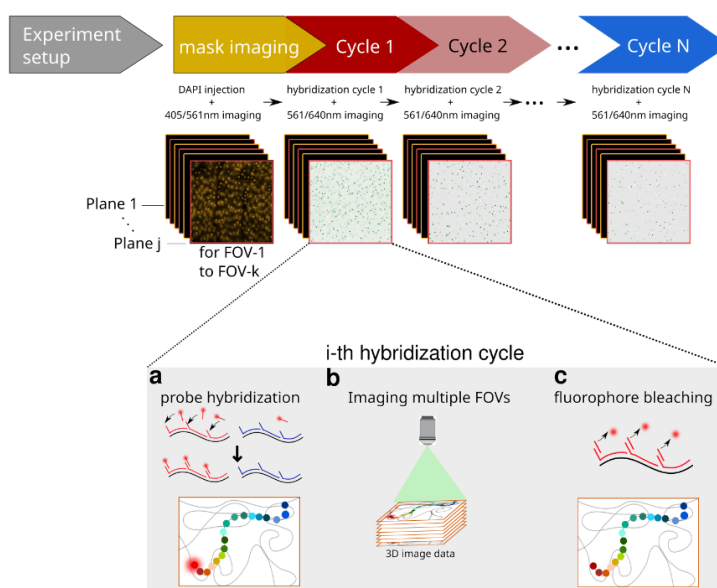 Experiment
setup
mask imaging
Cycle 1
Cycle 2
...
Cycle N
DAPI injection
+
405/561nm imaging
hybridization cycle 1
+
561/640nm imaging
hybridization cycle 2
+
561/640nm imaging
...
hybridization cycle N
+
561/640nm imaging
Plane 1
Plane j
for FOV-1
to FOV-k
i-th hybridization cycle
a
probe hybridization
b
Imaging multiple FOVs
3D image data
c
fluorophore bleaching